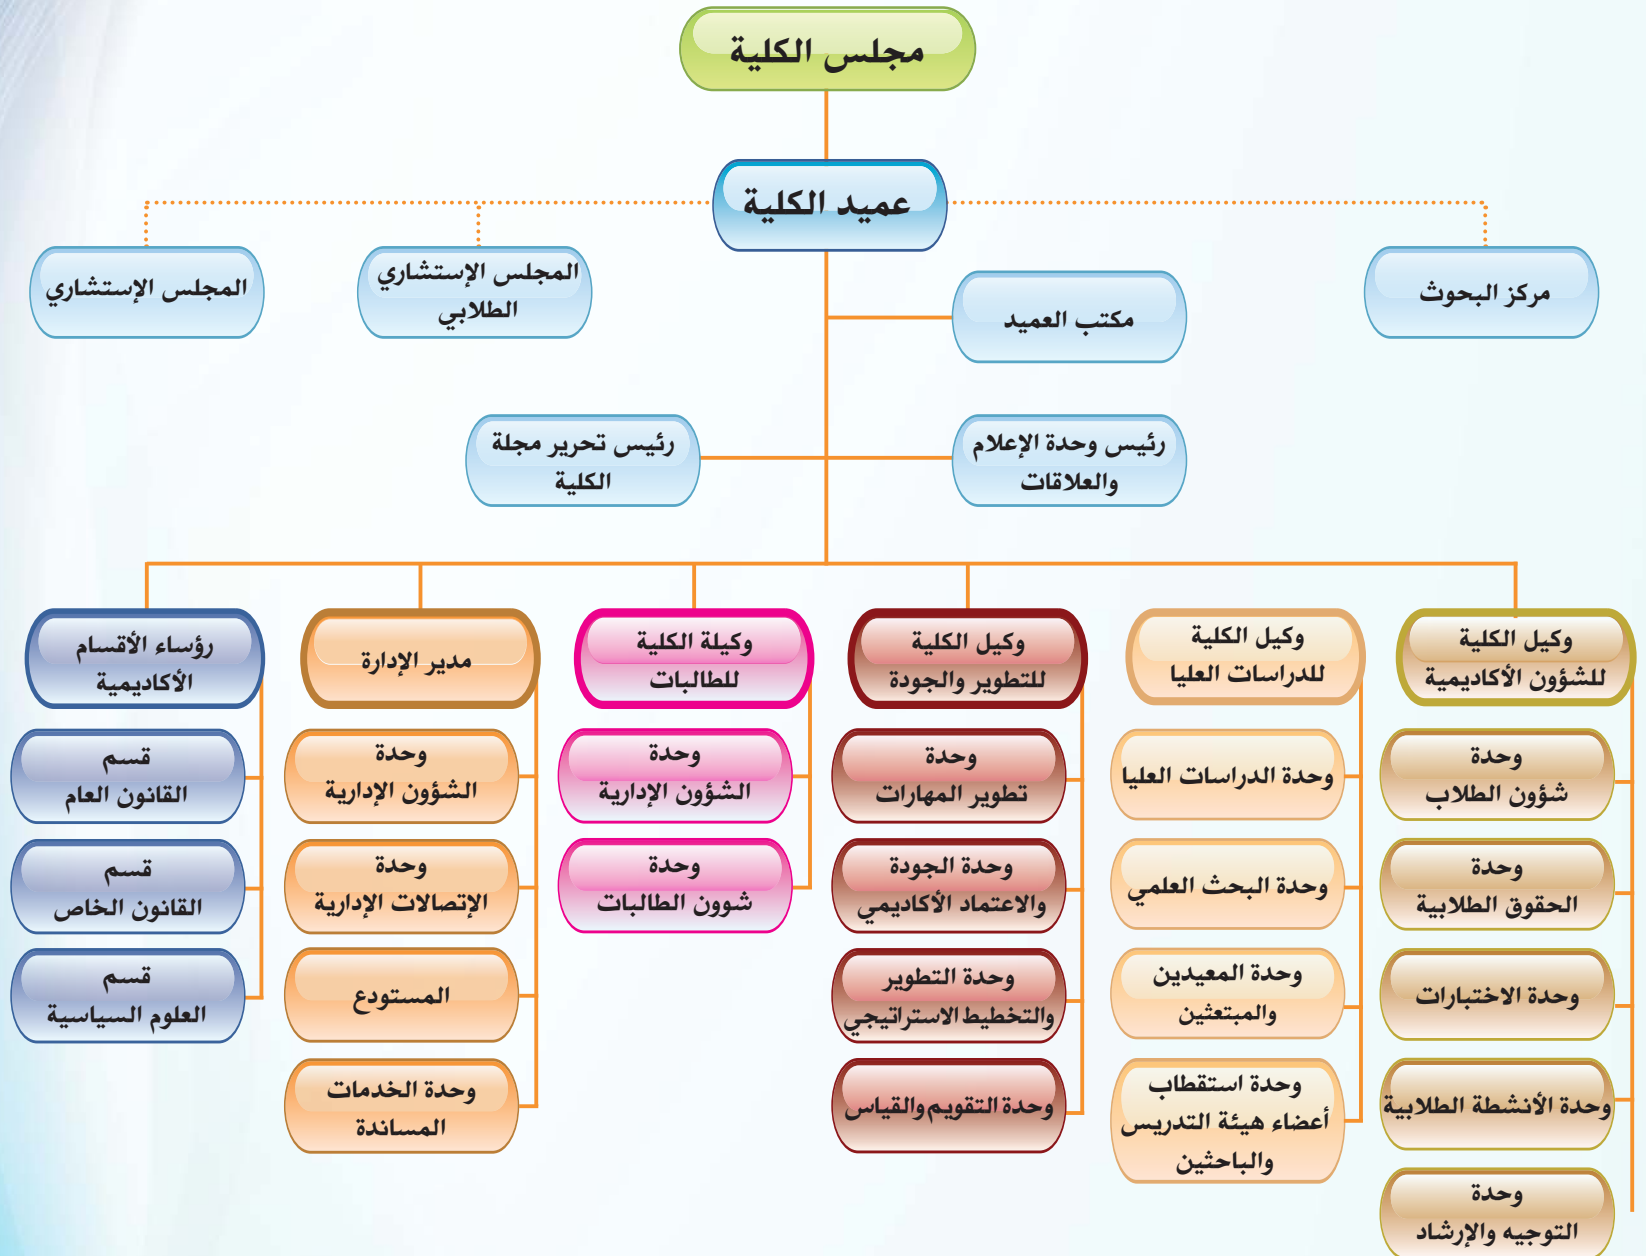 مجلس الكلية
عميد الكلية
مركز البحوث
المجلس الإستشاري
الطلابي
المجلس الإستشاري
مكتب العميد
رئيس وحدة الإعلام
والعلاقات
رئيس تحرير مجلة
الكلية
وكيل الكلية
للشؤون الأكاديمية
وحدة
شؤون الطلاب
وحدة
الحقوق الطلابية
وحدة الاختبارات
وحدة الأنشطة الطلابية
وحدة
التوجيه والإرشاد
وكيل الكلية
للدراسات العليا
وحدة الدراسات العليا
وحدة البحث العلمي
وحدة المعيدين
والمبتعثين
وحدة استقطاب
أعضاء هيئة التدريس
والباحثين
وكيل الكلية
للتطوير والجودة
وحدة
تطوير المهارات
وحدة الجودة
والاعتماد الأكاديمي
وحدة التطوير
والتخطيط الاستراتيجي
وحدة التقويم والقياس
وكيلة الكلية
للطالبات
وحدة
الشؤون الإدارية
وحدة
شوون الطالبات
مدير الإدارة
وحدة
الشؤون الإدارية
وحدة
الإتصالات الإدارية
المستودع
وحدة الخدمات
المساندة
رؤساء الأقسام
الأكاديمية
قسم
القانون العام
قسم
القانون الخاص
قسم
العلوم السياسية